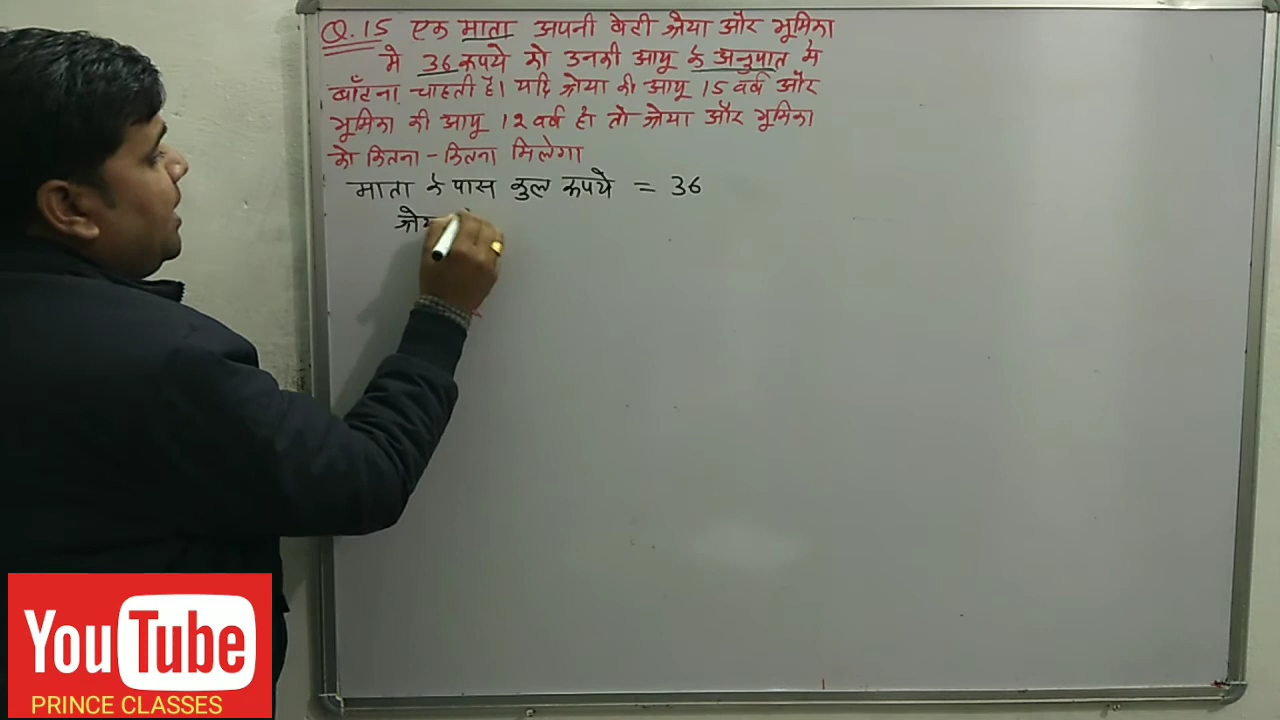 Q.15 एक माता अपनी बेटी श्रेया और भूमिका
में 36 रूपये को उनकी आयु के अनुपात में
बाँटना चाहती है। यदि श्रेया की आयु 15 वर्ष और
भूमिका की आयु 12 वर्ष हो तो श्रेया और भूमिका
को कितना - कितना मिलेगा
माता के पास कुल रूपये = 36
श्रेय
YouTube
PRINCE CLASSES